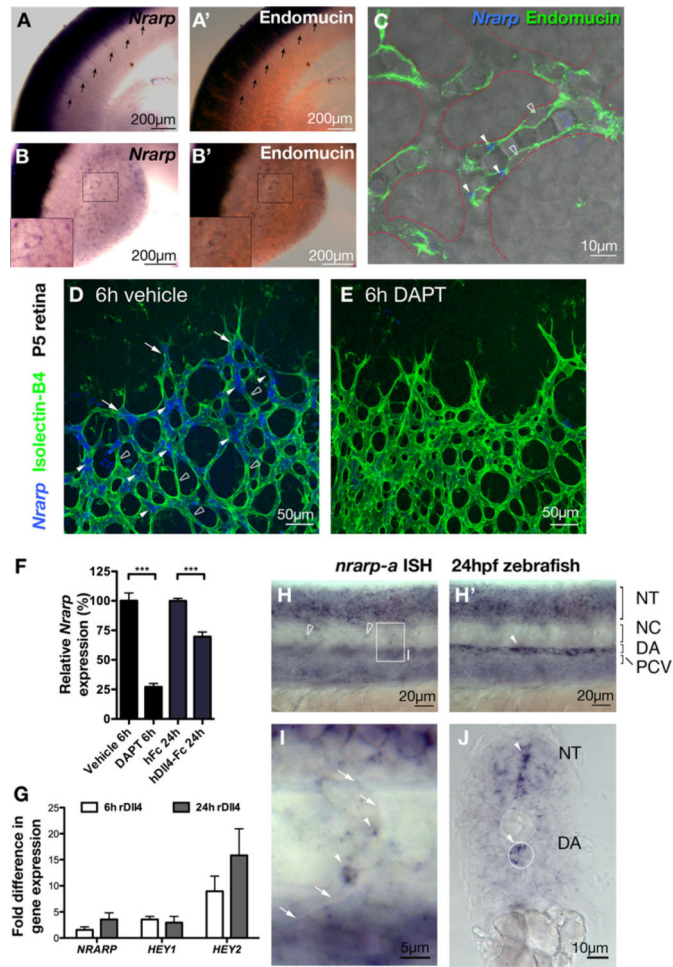 A
Nrarp
200μm
A'
Endomucin
200μm
B
Nrarp
200μm
B'
Endomucin
200μm
C
Nrarp Endomucin
10μm
Nrarp Isolectin-B4 P5 retina
D 6h vehicle
50μm
E 6h DAPT
50μm
F
Relative Nrarp
expression (%)
125
100
75
50
25
0
***
***
Vehicle 6h
DAPT 6h
hFc 24h
hDll4-Fc 24h
G
6h rDll4
24h rDll4
Fold difference in
gene expression
25
20
15
10
5
0
NRARP
HEY1
HEY2
nrarp-a ISH
24hpf zebrafish
H
I
20μm
H'
20μm
NT
NC
DA
PCV
I
5μm
J
NT
DA
10μm